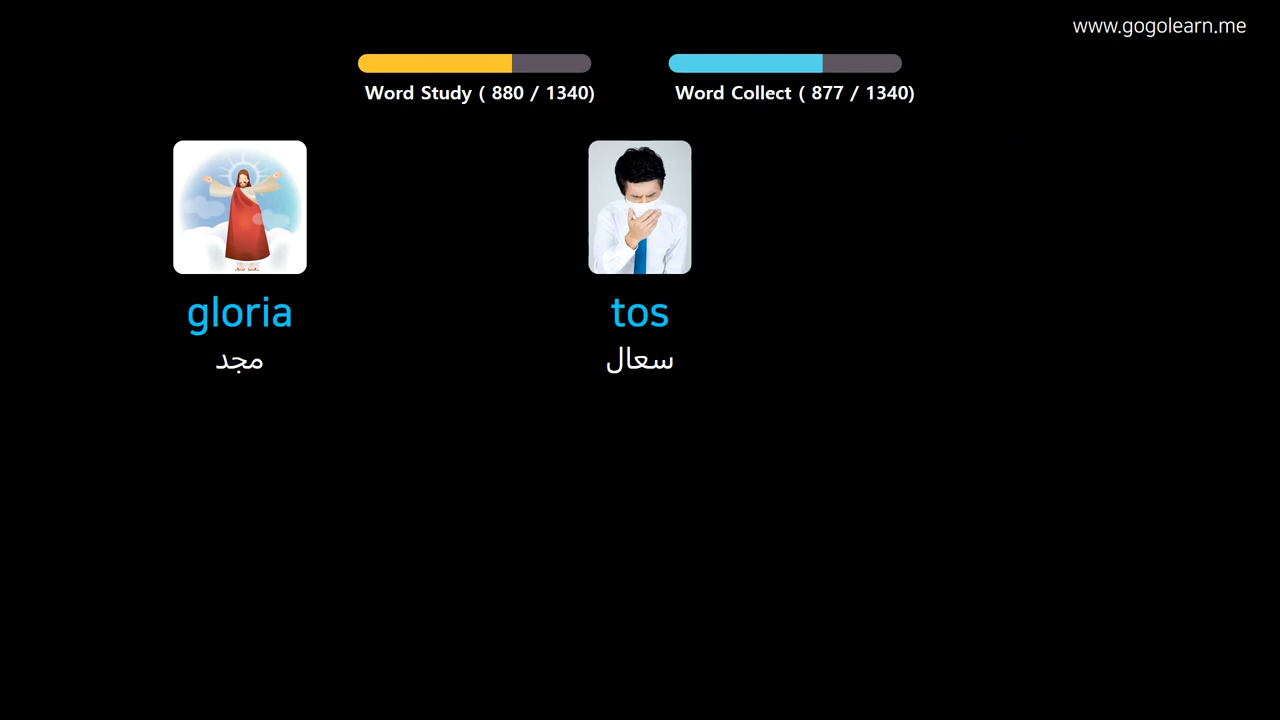 www.gogolearn.me
Word Study ( 880 / 1340)
Word Collect ( 877 / 1340)
gloria
مجد
tos
سعال